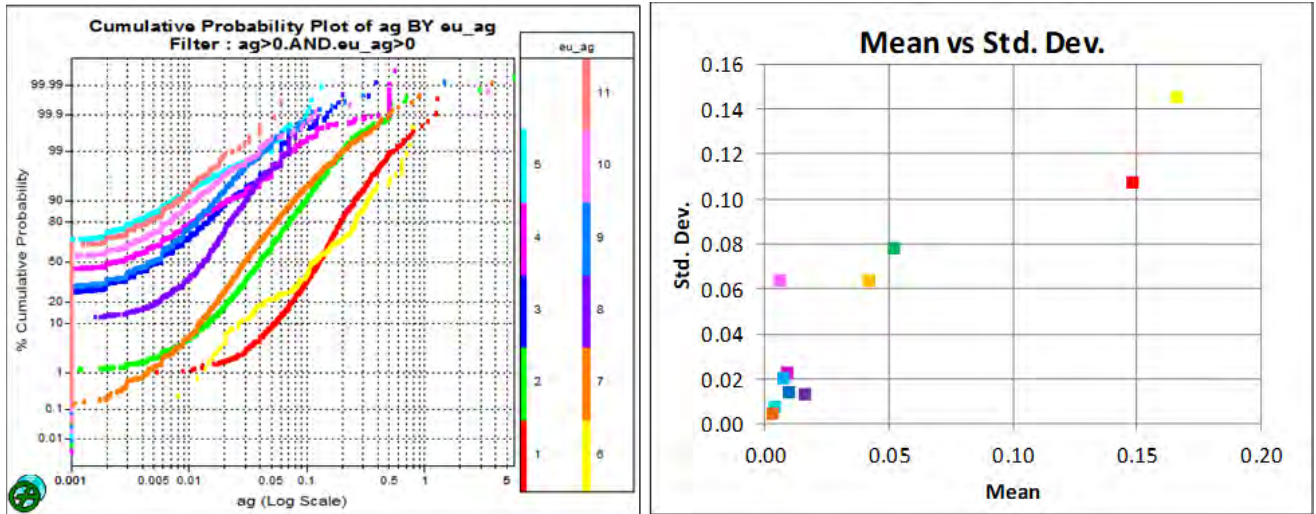 Cumulative Probability Plot of ag BY eu_ag
Filter : ag>0.AND.eu_ag>0
eu_ag
% Cumulative Probability
99.99
99.9
99
90
80
50
20
10
1
0.1
0.01
0.001 0.005 0.01 0.05 0.1 0.5 1 5
ag (Log Scale)
11
5 10
4 9
3 8
2 7
1 6
Mean vs Std. Dev.
Std. Dev.
0.16
0.14
0.12
0.10
0.08
0.06
0.04
0.02
0.00
0.00 0.05 0.10 0.15 0.20
Mean